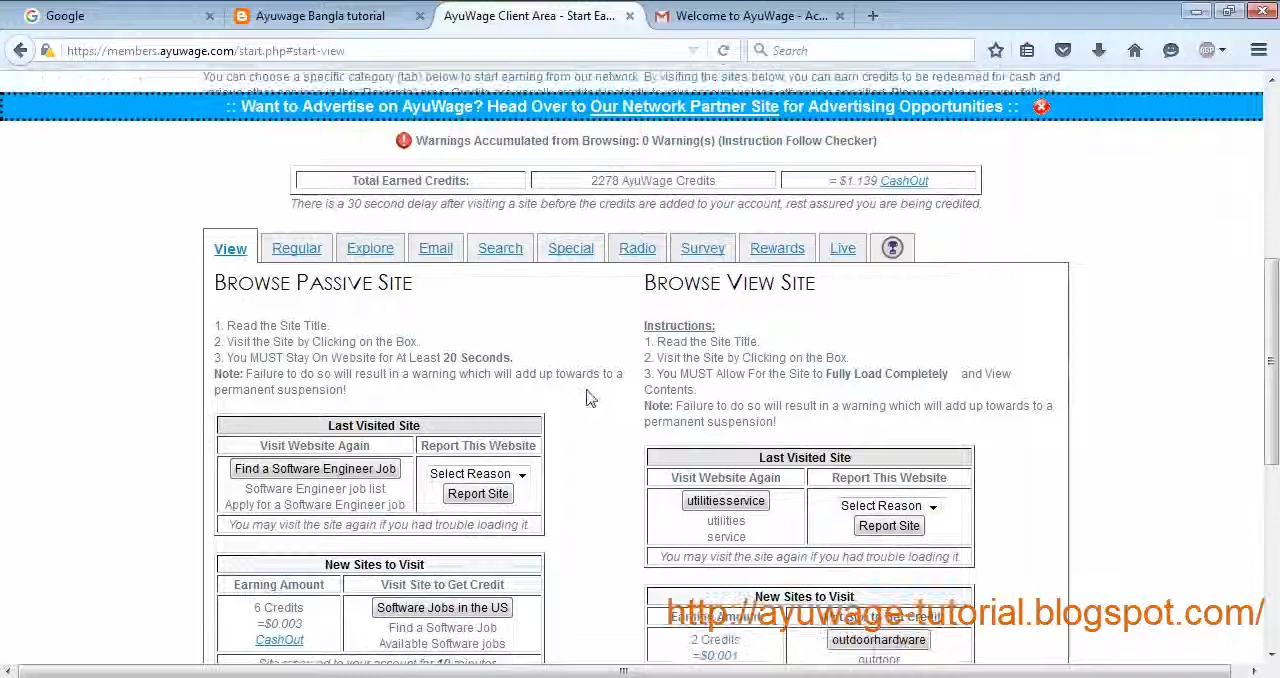 Google
Ayuwage Bangla tutorial
AyuWage Client Area - Start Ea...
Welcome to AyuWage - Ac...
https://members.ayuwage.com/start.php#start-view
Search
ABP
You can choose a specific category (tab) below to start earning from our network. By visiting the sites below, you can earn credits to be redeemed for cash and
:: Want to Advertise on AyuWage? Head Over to Our Network Partner Site for Advertising Opportunities ::
Warnings Accumulated from Browsing: 0 Warning(s) (Instruction Follow Checker)
Total Earned Credits: 2278 AyuWage Credits = $1.139 CashOut
There is a 30 second delay after visiting a site before the credits are added to your account, rest assured you are being credited.
View Regular Explore Email Search Special Radio Survey Rewards Live
BROWSE PASSIVE SITE
1. Read the Site Title.
2. Visit the Site by Clicking on the Box.
3. You MUST Stay On Website for At Least 20 Seconds.
Note: Failure to do so will result in a warning which will add up towards to a
permanent suspension!
Last Visited Site
Visit Website Again Report This Website
Find a Software Engineer Job Select Reason
Software Engineer job list Report Site
Apply for a Software Engineer job
You may visit the site again if you had trouble loading it.
New Sites to Visit
Earning Amount Visit Site to Get Credit
6 Credits Software Jobs in the US
=$0.003 Find a Software Job
CashOut Available Software jobs
BROWSE VIEW SITE
Instructions:
1. Read the Site Title.
2. Visit the Site by Clicking on the Box.
3. You MUST Allow For the Site to Fully Load Completely and View
Contents.
Note: Failure to do so will result in a warning which will add up towards to a
permanent suspension!
Last Visited Site
Visit Website Again Report This Website
utilitiesservice Select Reason
utilities Report Site
service
You may visit the site again if you had trouble loading it.
New Sites to Visit
Earning Amount
2 Credits outdoorhardware
=$0.001 outdoor
http://ayuwage-tutorial.blogspot.com/